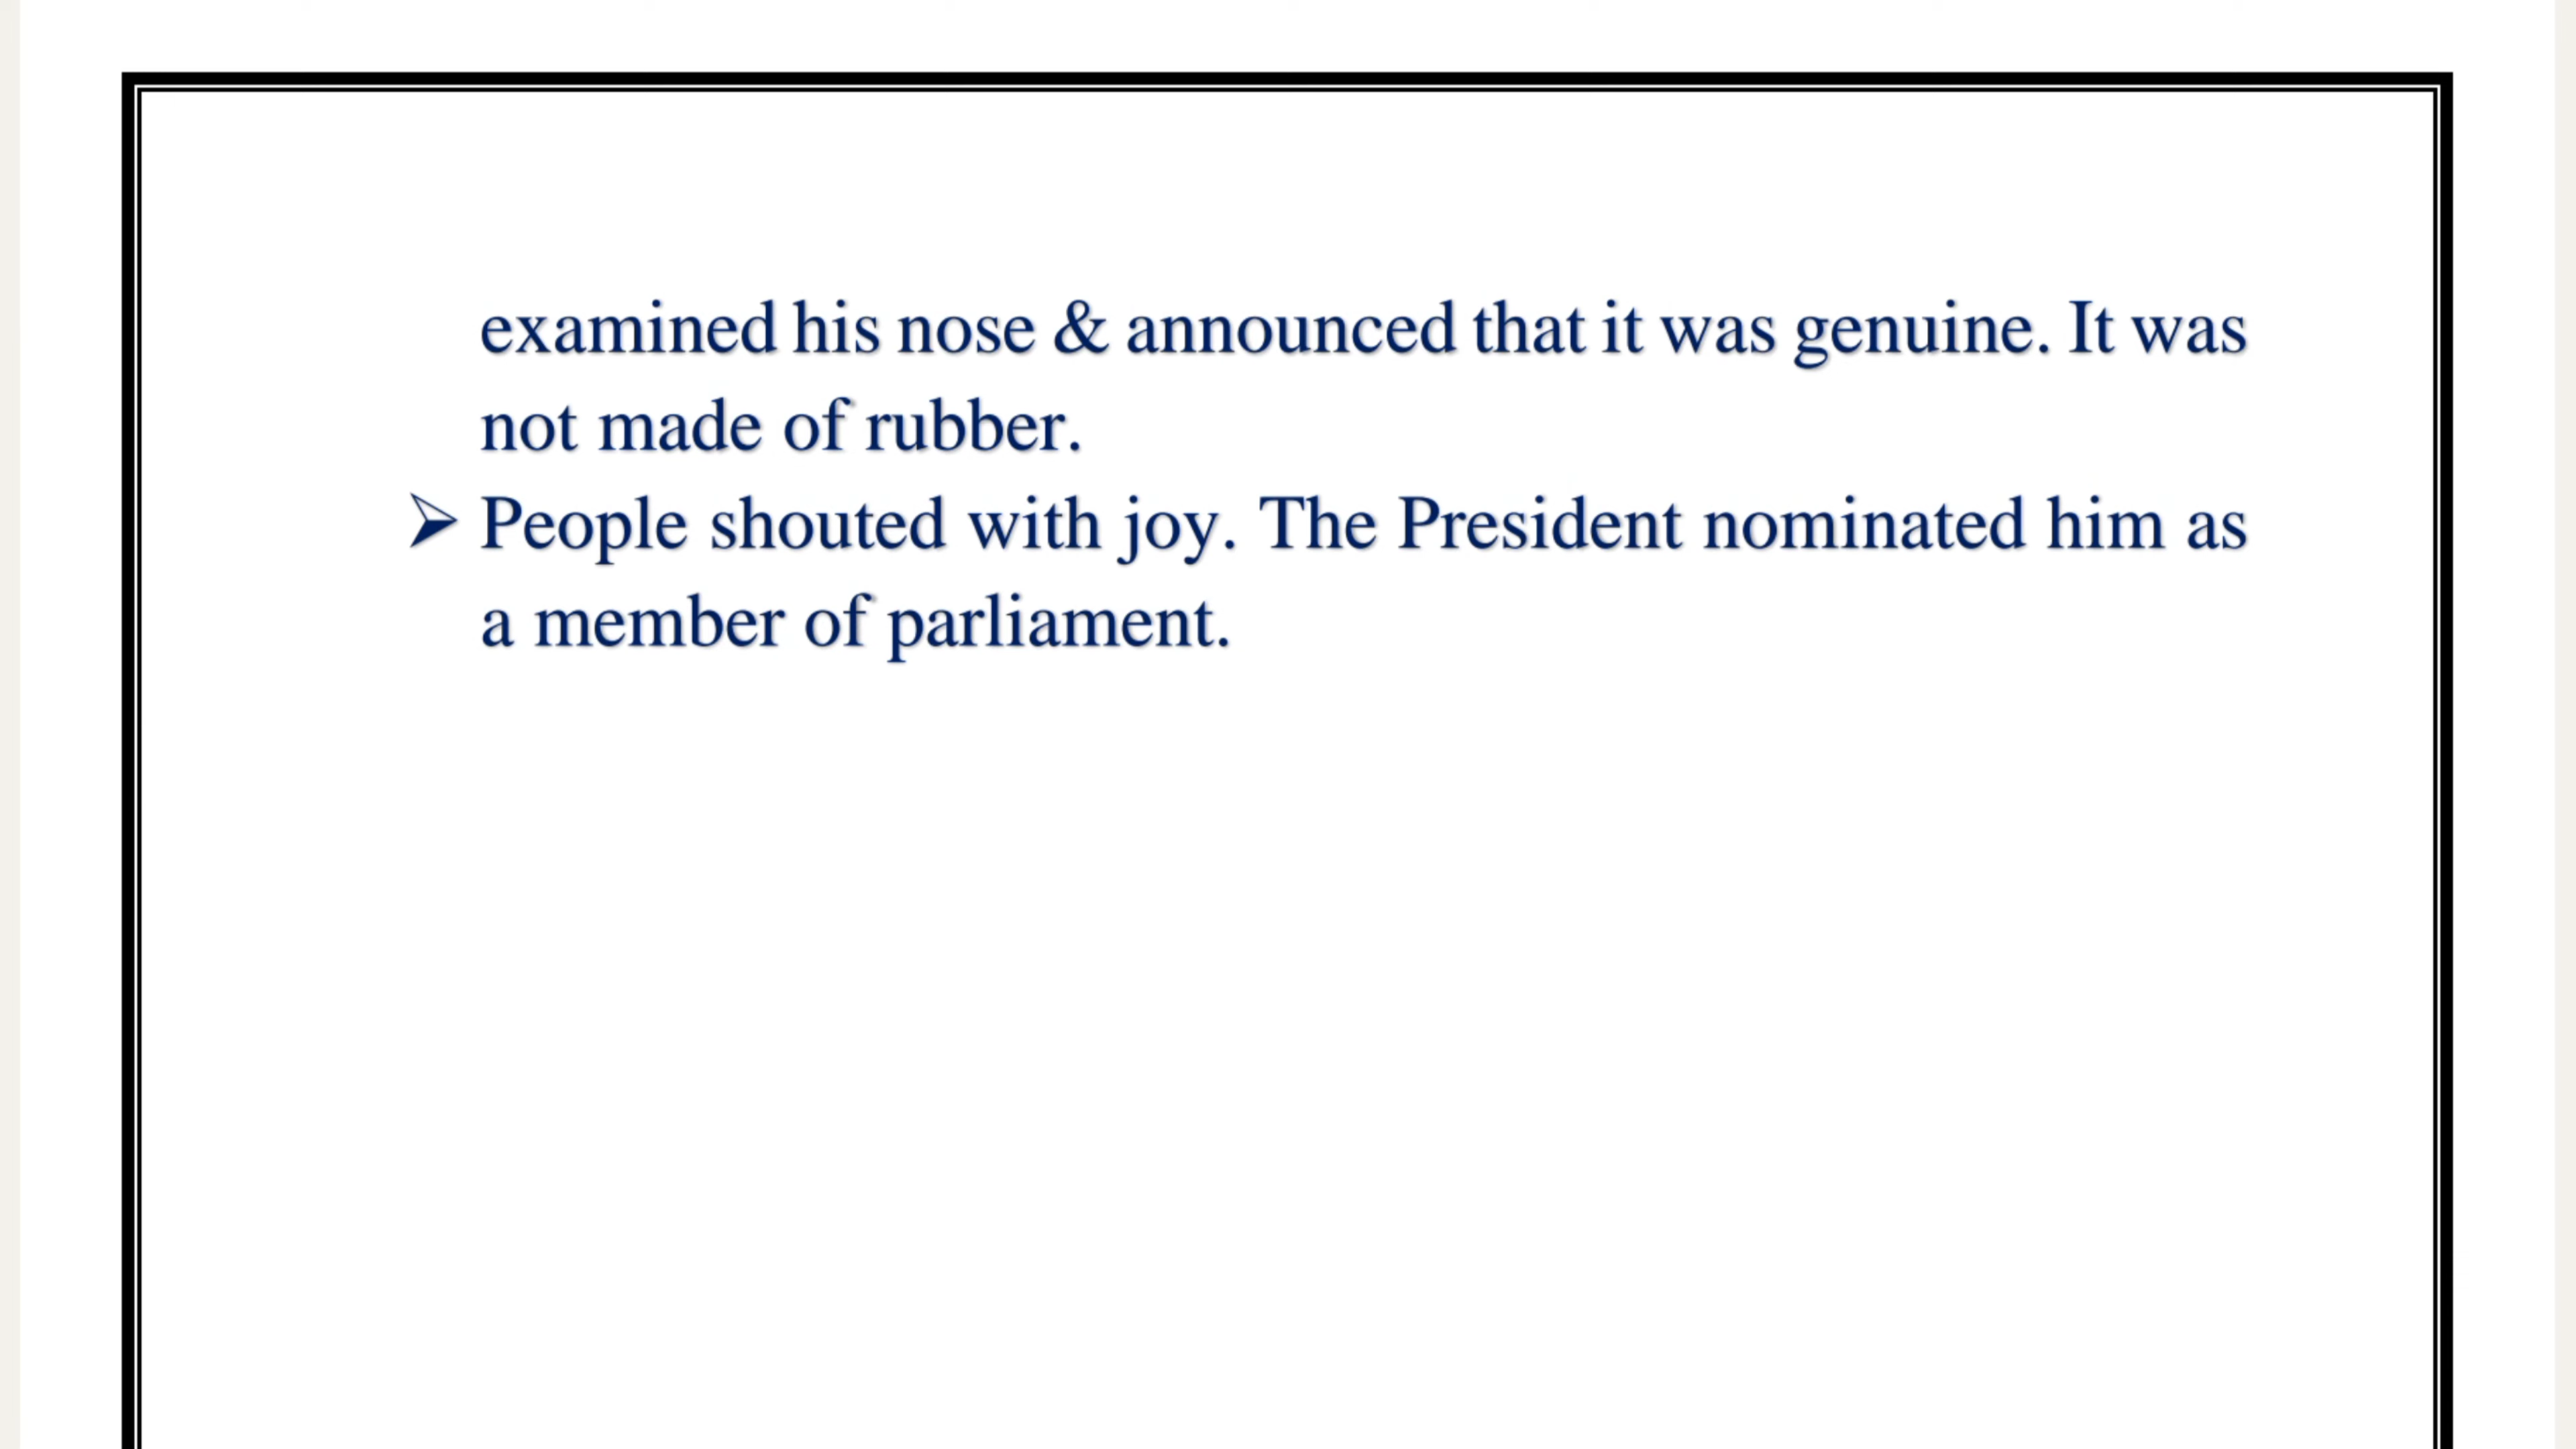 examined his nose & announced that it was genuine. It was
not made of rubber.
➢ People shouted with joy. The President nominated him as
a member of parliament.